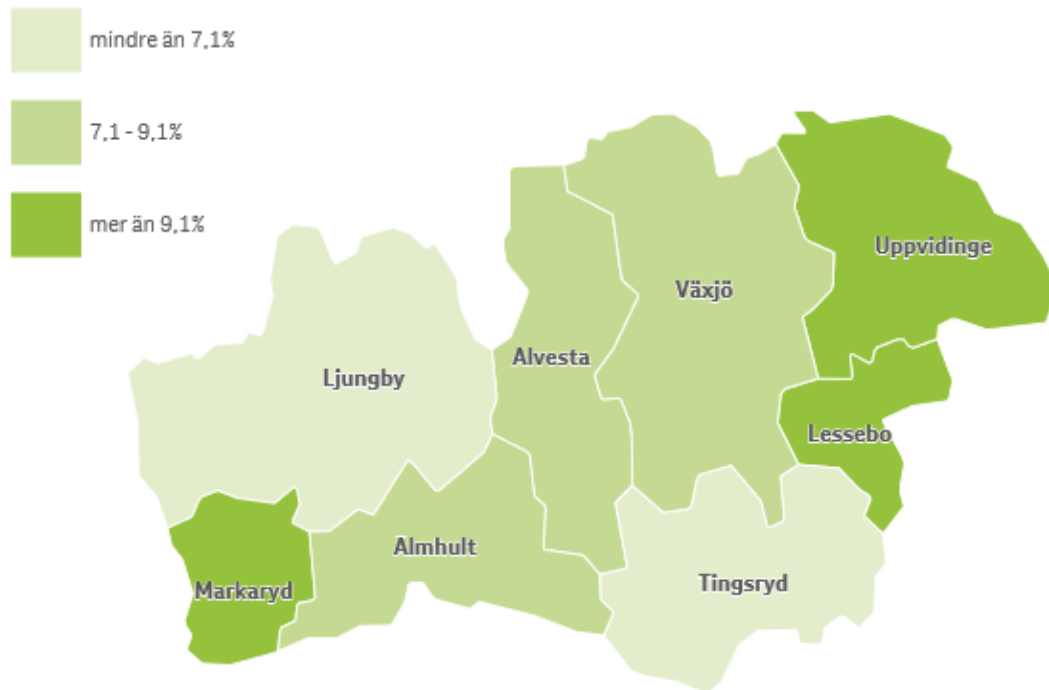 mindre än 7,1%
7,1 - 9,1%
mer än 9,1%
Uppvidinge
Växjö
Alvesta
Ljungby
Lessebo
Älmhult
Tingsryd
Markaryd